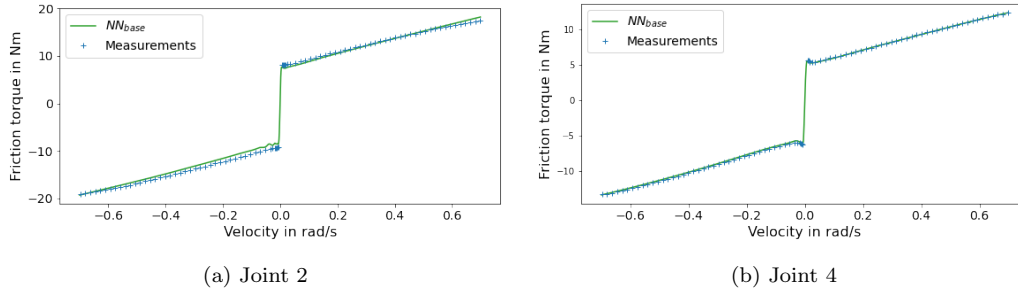 NN_base
Measurements
Friction torque in Nm
20
10
0
−10
−20
−0.6 −0.4 −0.2 0.0 0.2 0.4 0.6
Velocity in rad/s
(a) Joint 2
NN_base
Measurements
Friction torque in Nm
10
5
0
−5
−10
−0.6 −0.4 −0.2 0.0 0.2 0.4 0.6
Velocity in rad/s
(b) Joint 4